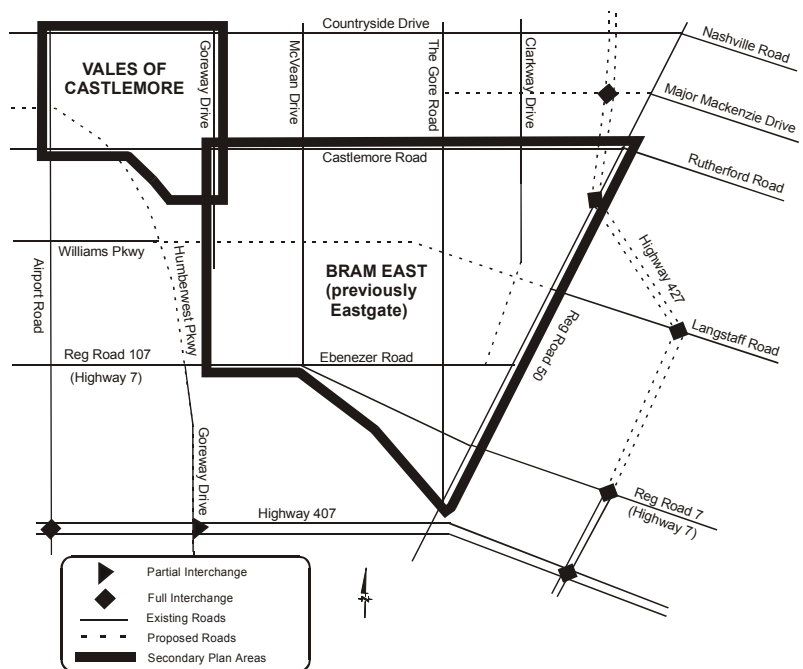 Countryside Drive
Nashville Road
VALES OF
CASTLEMORE
Goreway Drive
McVean Drive
The Gore Road
Clarkway Drive
Major Mackenzie Drive
Castlemore Road
Rutherford Road
Williams Pkwy
Airport Road
Humberwest Pkwy
BRAM EAST
(previously
Eastgate)
Highway 427
Reg Road 50
Langstaff Road
Reg Road 107
(Highway 7)
Ebenezer Road
Goreway Drive
Highway 407
Reg Road 7
(Highway 7)
Partial Interchange
Full Interchange
Existing Roads
Proposed Roads
Secondary Plan Areas